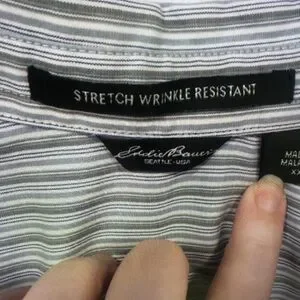 STRETCH WRINKLE RESISTANT
Eddie Bauer
SEATTLE - USA